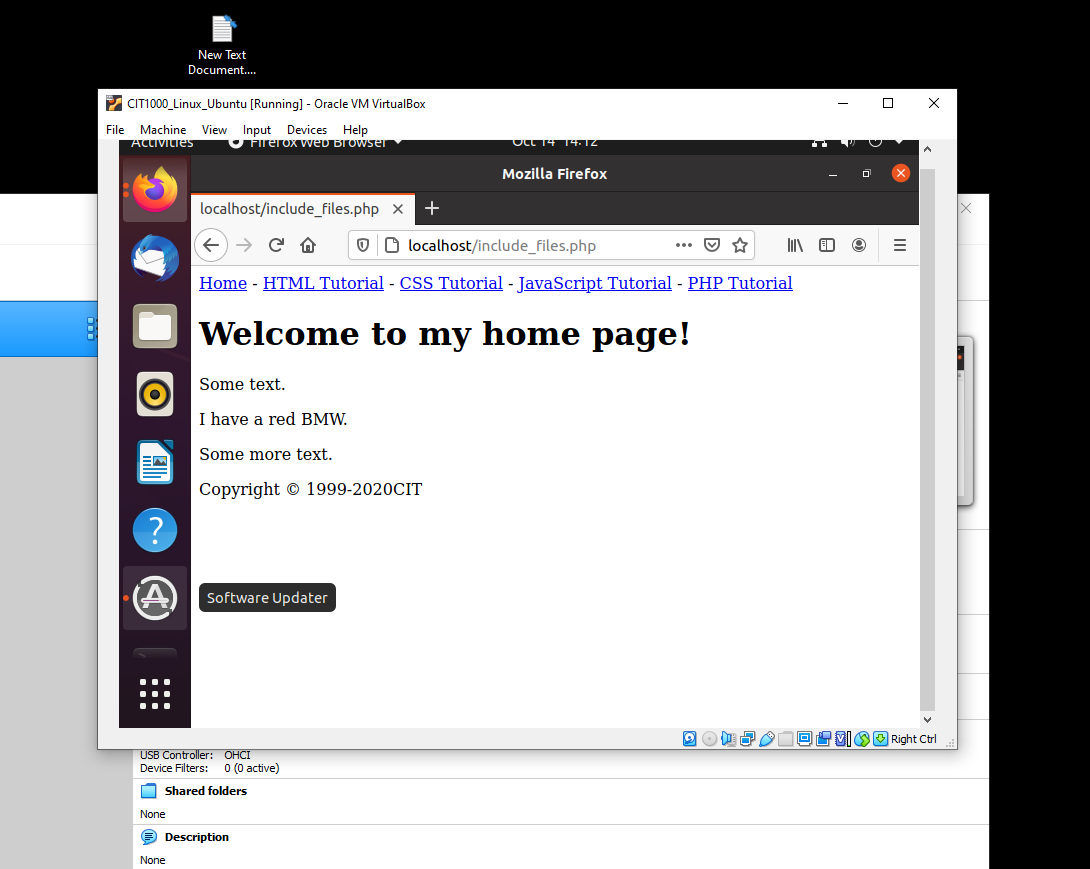 New Text
Document....
CIT1000_Linux_Ubuntu [Running] - Oracle VM VirtualBox
File Machine View Input Devices Help
Activities Firefox Web Browser Oct 14 14:12
Mozilla Firefox
localhost/include_files.php
localhost/include_files.php
Home - HTML Tutorial - CSS Tutorial - JavaScript Tutorial - PHP Tutorial
Welcome to my home page!
Some text.
I have a red BMW.
Some more text.
Copyright © 1999-2020CIT
Software Updater
Right Ctrl
USB Controller: OHCI
Device Filters: 0 (0 active)
Shared folders
None
Description
None